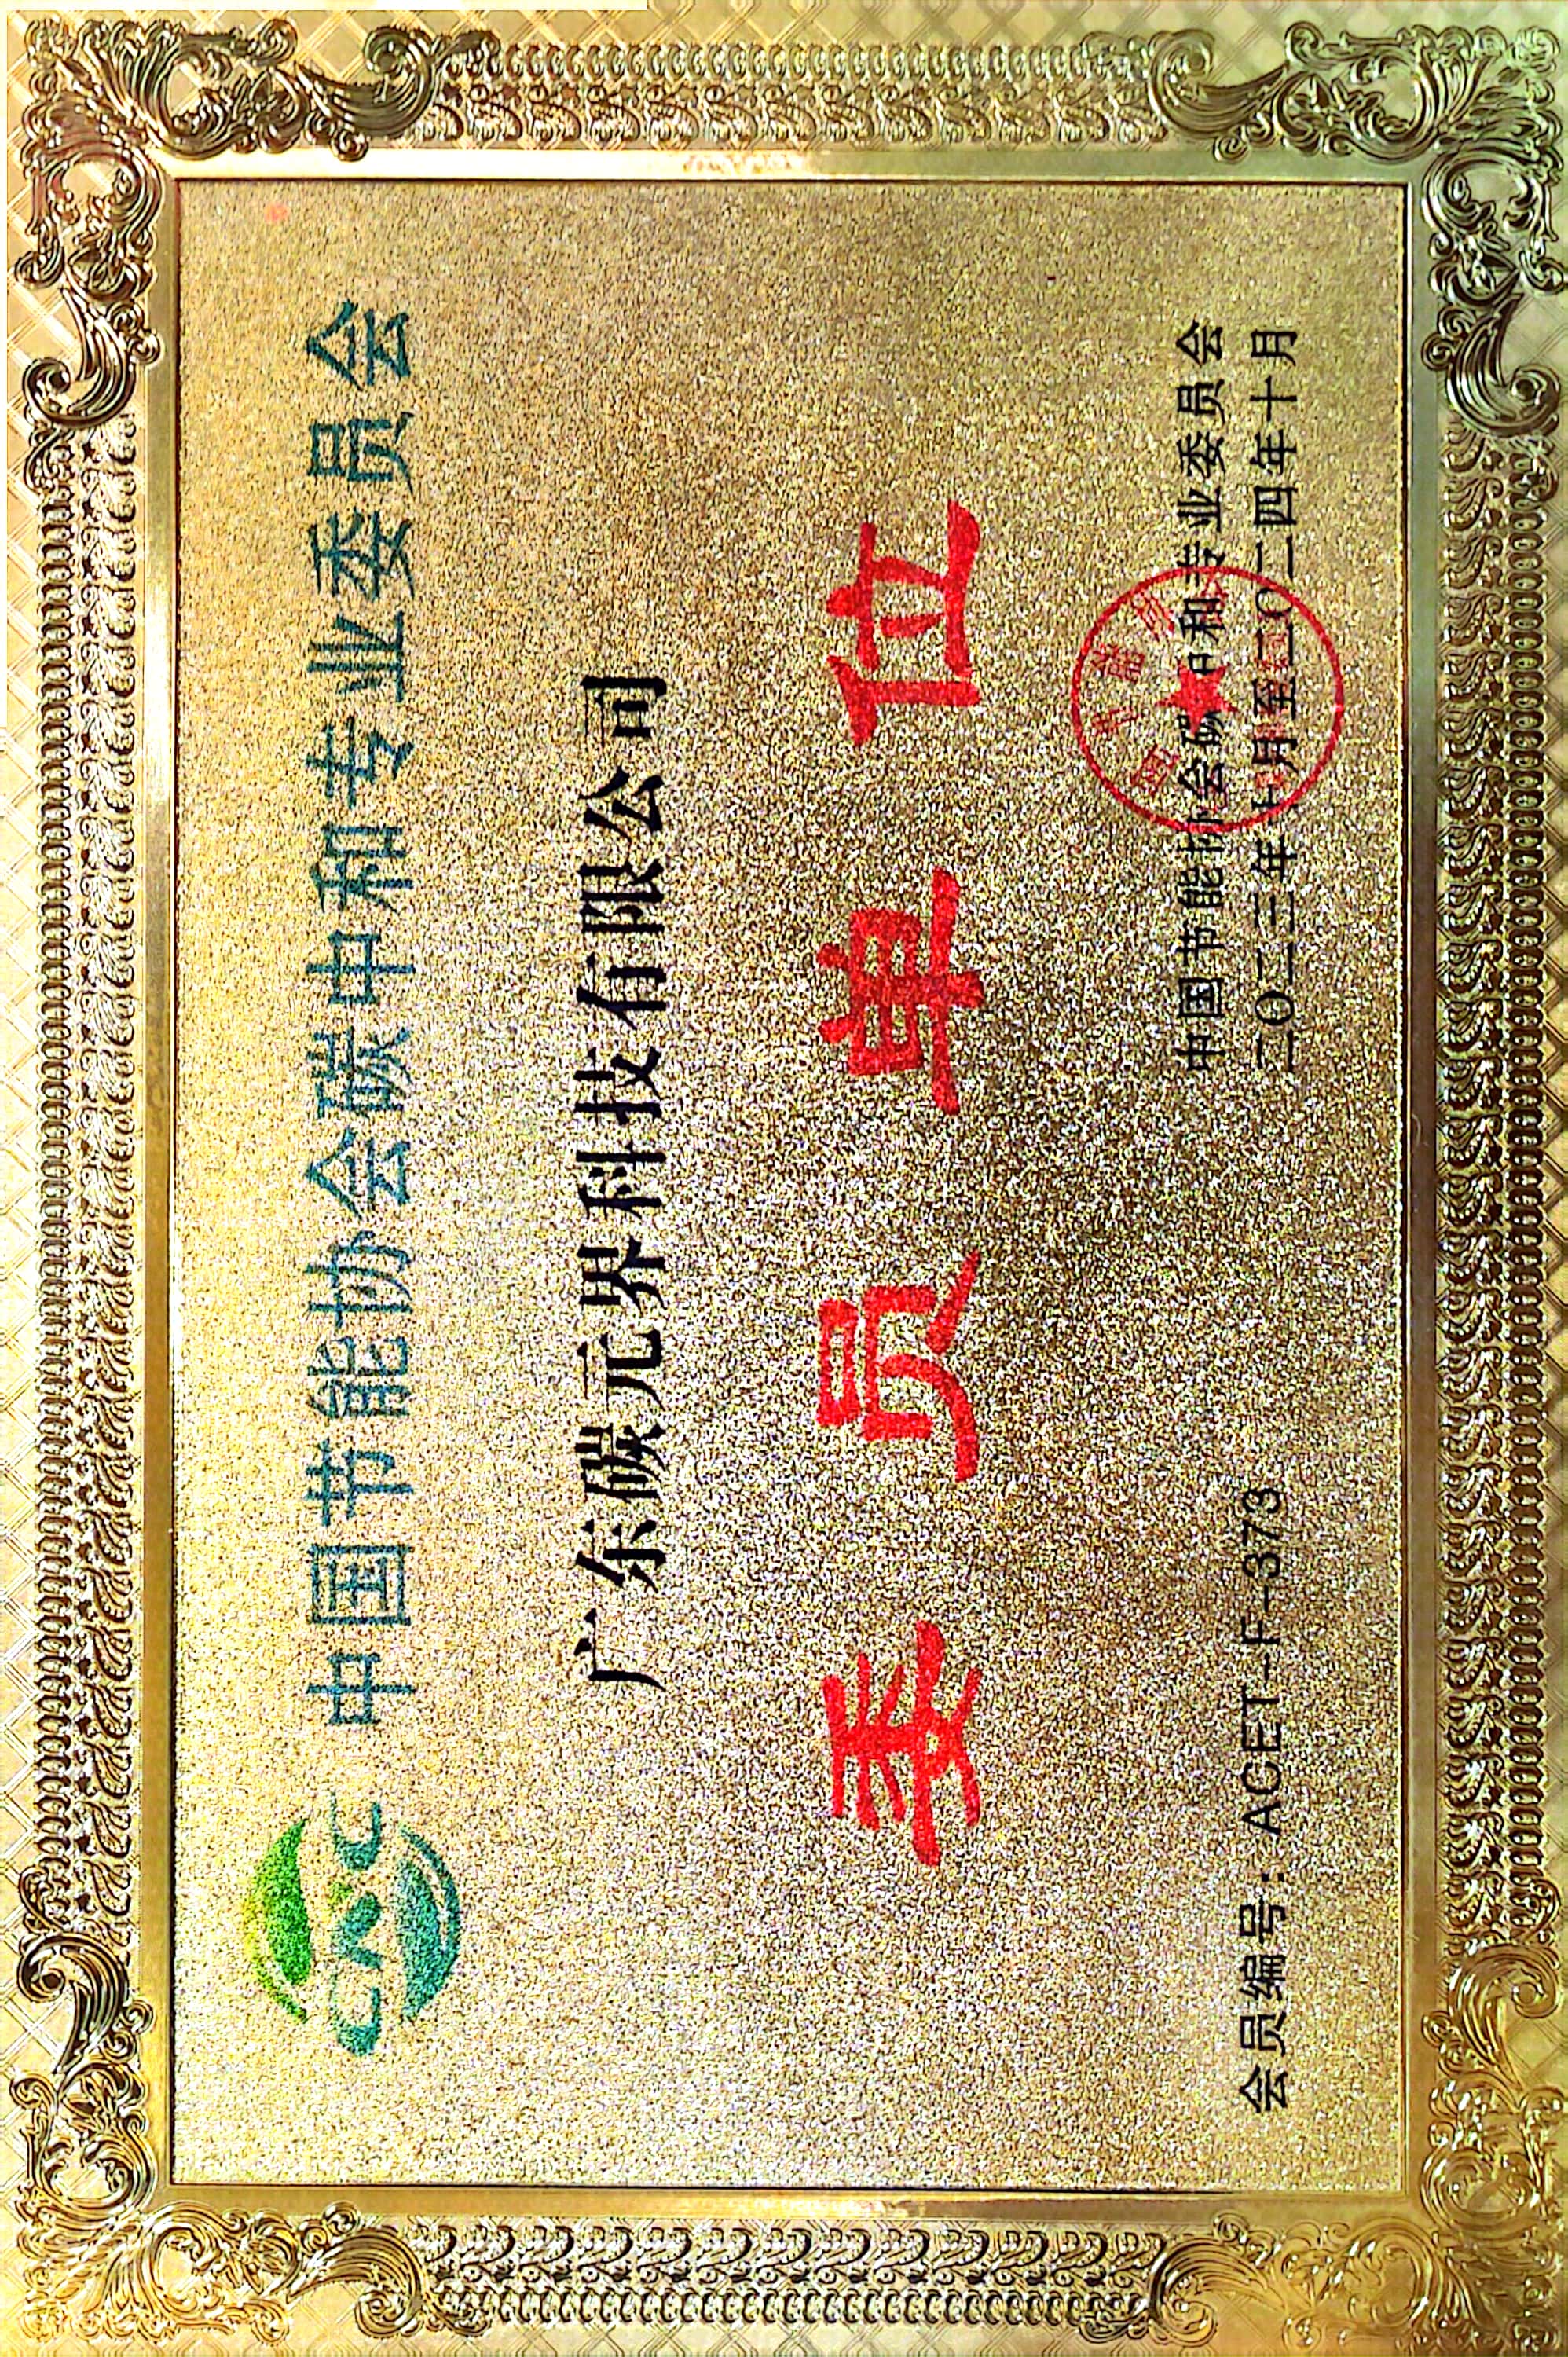 CAC 中国节能协会碳中和专业委员会
广东碳元界科技有限公司
委员单位
会员编号：ACET-F-373
中国节能协会碳中和专业委员会
二〇二三年十月至二〇二四年十月